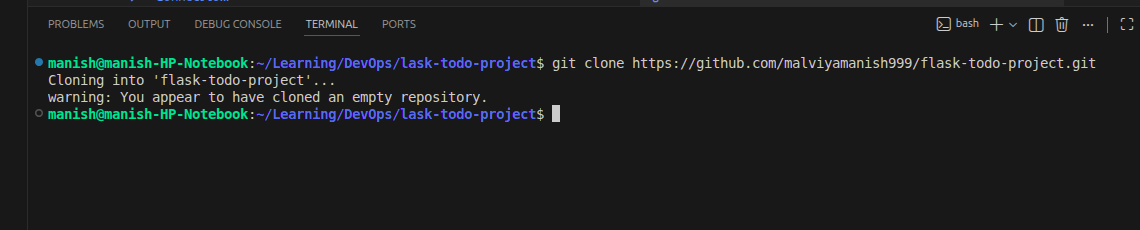 PROBLEMS OUTPUT DEBUG CONSOLE TERMINAL PORTS bash
manish@manish-HP-Notebook:~/Learning/DevOps/lask-todo-project$ git clone https://github.com/malviyamanish999/flask-todo-project.git
Cloning into 'flask-todo-project'...
warning: You appear to have cloned an empty repository.
manish@manish-HP-Notebook:~/Learning/DevOps/lask-todo-project$